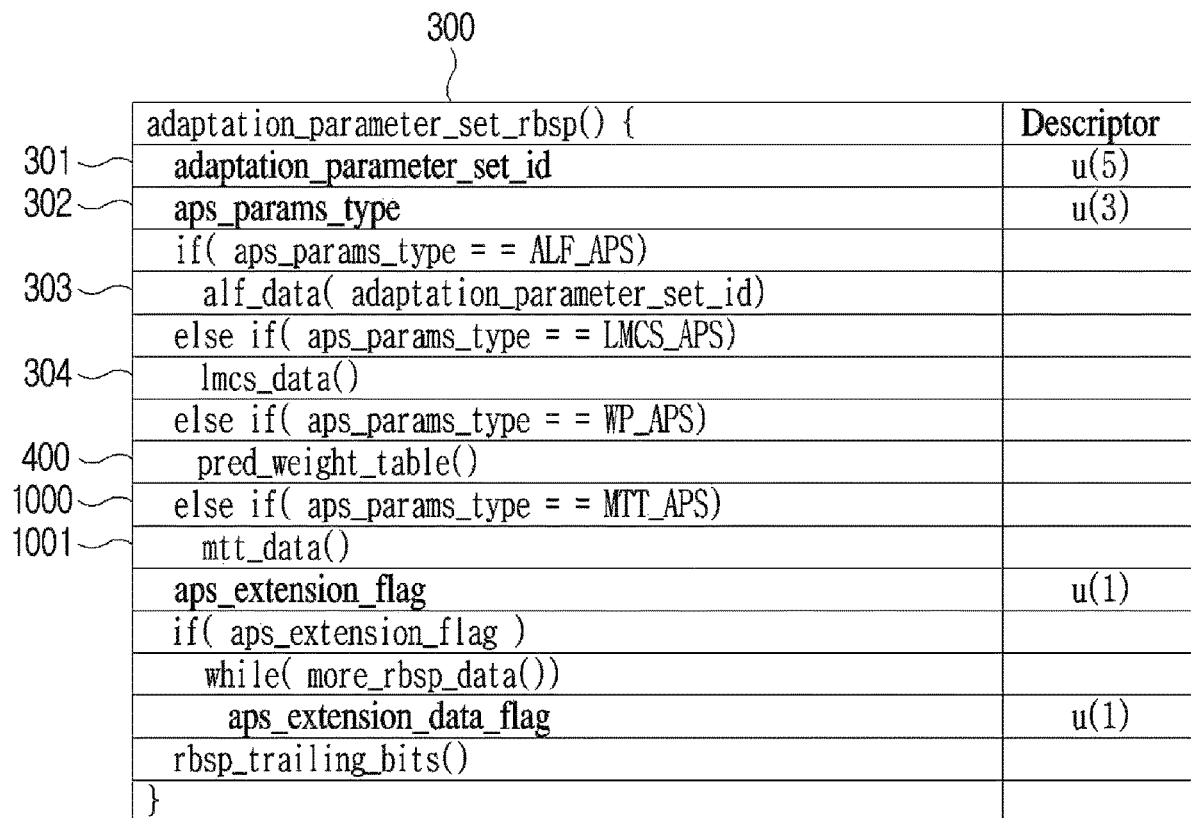 300
adaptation_parameter_set_rbsp() { Descriptor
301 adaptation_parameter_set_id u(5)
302 aps_params_type u(3)
if( aps_params_type = = ALF_APS)
303 alf_data( adaptation_parameter_set_id)
else if( aps_params_type = = LMCS_APS)
304 lmcs_data()
else if( aps_params_type = = WP_APS)
400 pred_weight_table()
1000 else if( aps_params_type = = MTT_APS)
1001 mtt_data()
aps_extension_flag u(1)
if( aps_extension_flag )
while( more_rbsp_data())
aps_extension_data_flag u(1)
rbsp_trailing_bits()
}